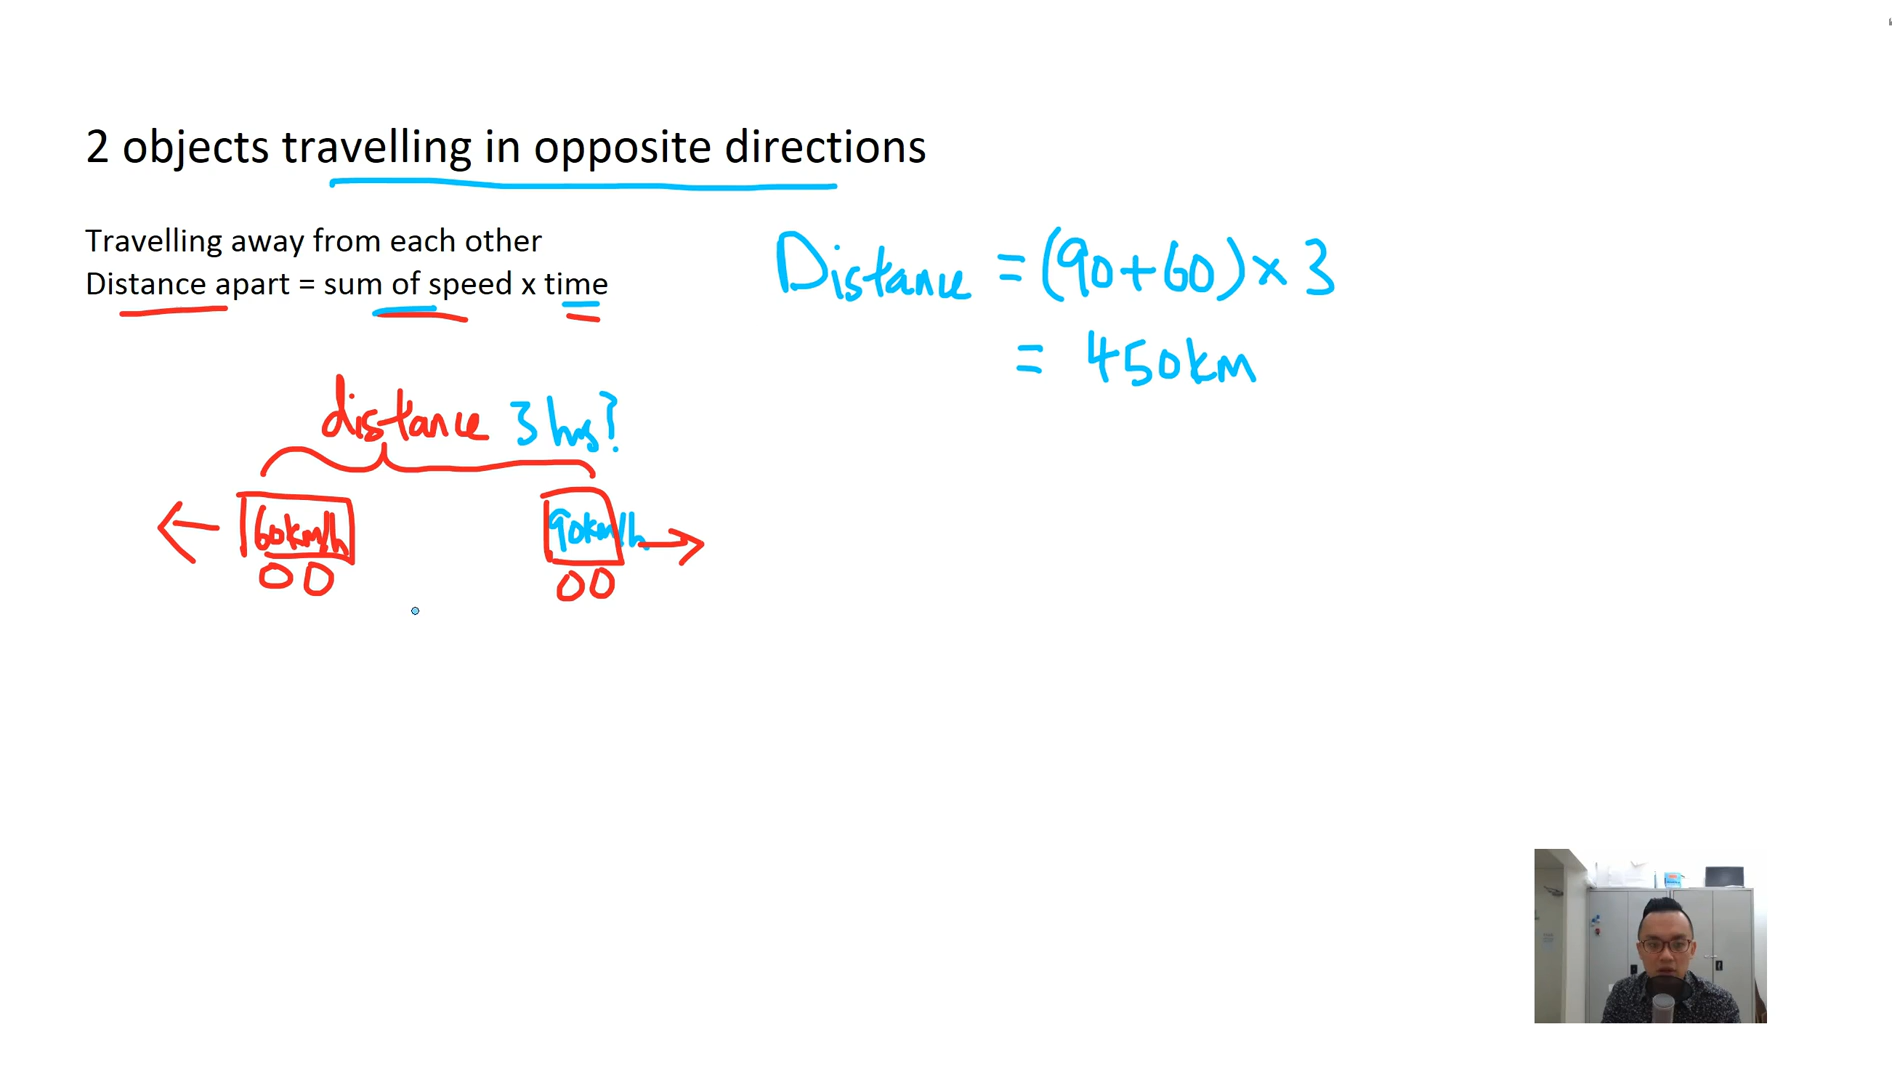 2 objects travelling in opposite directions
Travelling away from each other
Distance apart = sum of speed x time
Distance = (90+60) x 3
= 450km
distance 3 hrs?
60km/h
90km/h